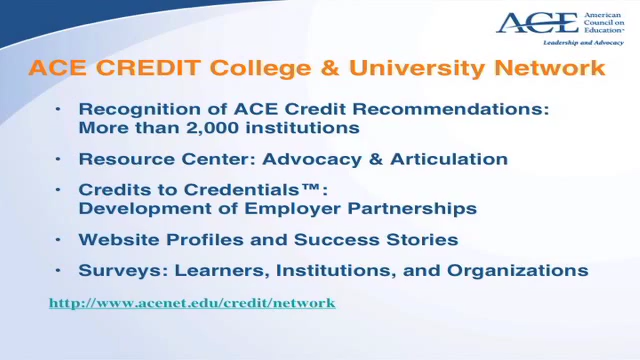 ACE
American
Council on
Education
Leadership and Advocacy
ACE CREDIT College & University Network
• Recognition of ACE Credit Recommendations:
More than 2,000 institutions
• Resource Center: Advocacy & Articulation
• Credits to Credentials™:
Development of Employer Partnerships
• Website Profiles and Success Stories
• Surveys: Learners, Institutions, and Organizations
http://www.acenet.edu/credit/network